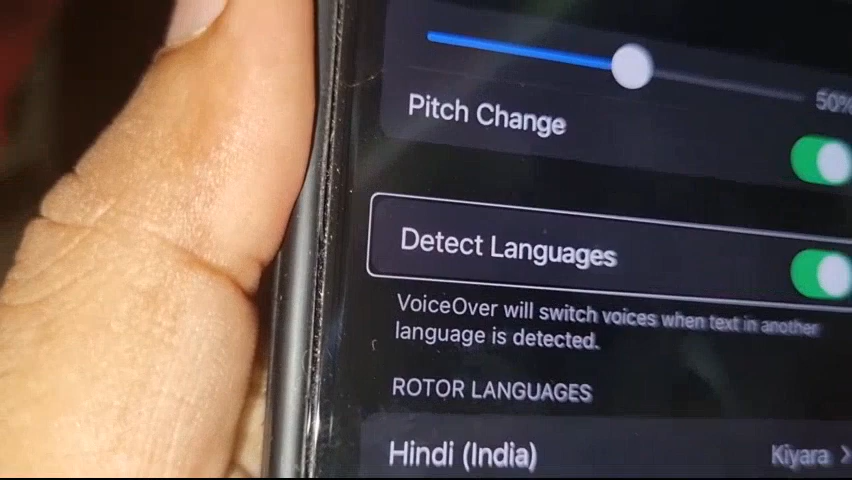 50%
Pitch Change
Detect Languages
VoiceOver will switch voices when text in another
language is detected.
ROTOR LANGUAGES
Hindi (India) Kiyara